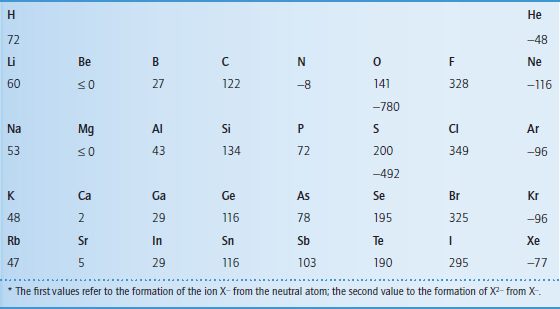 H He
72 –48
Li Be B C N O F Ne
60 ≤0 27 122 –8 141 328 –116
–780
Na Mg Al Si P S Cl Ar
53 ≤0 43 134 72 200 349 –96
–492
K Ca Ga Ge As Se Br Kr
48 2 29 116 78 195 325 –96
Rb Sr In Sn Sb Te I Xe
47 5 29 116 103 190 295 –77
* The first values refer to the formation of the ion X⁻ from the neutral atom; the second value to the formation of X²⁻ from X⁻.